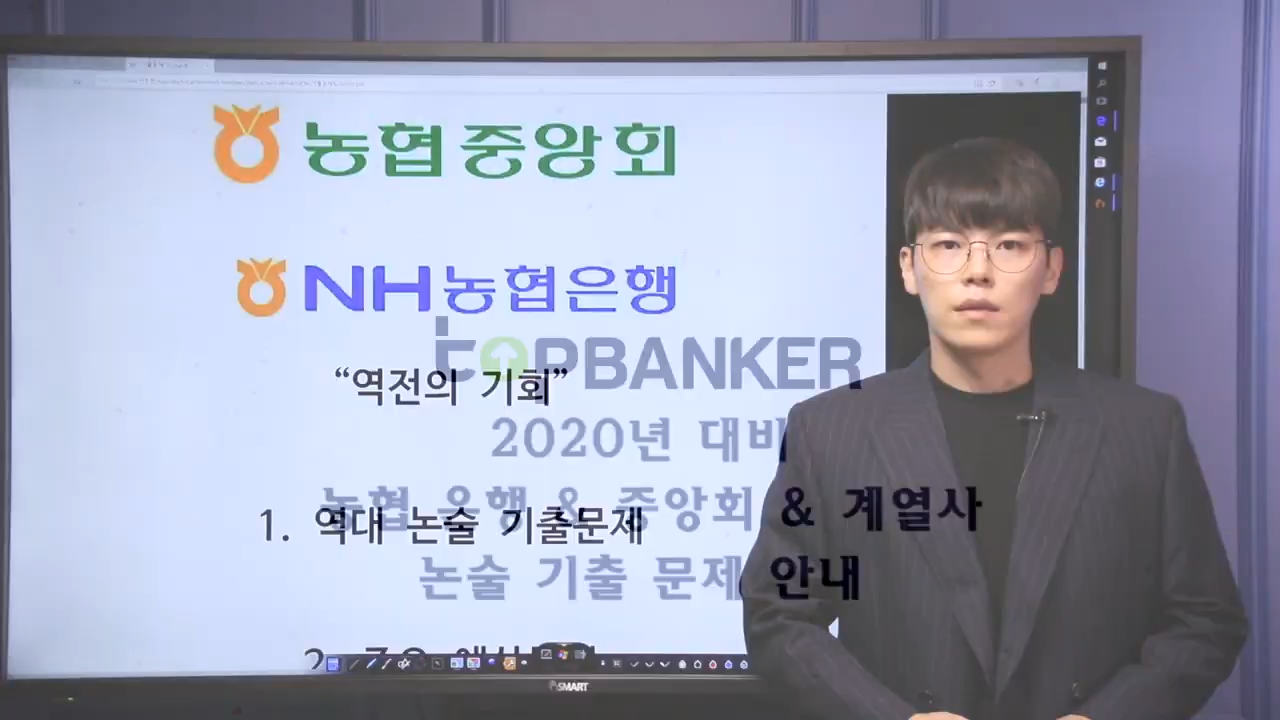 농협중앙회
NH농협은행
TOPBANKER
“역전의 기회”
2020년 대비
농협 은행 & 중앙회 & 계열사
1. 역대 논술 기출문제
논술 기출 문제 안내
2.
SMART